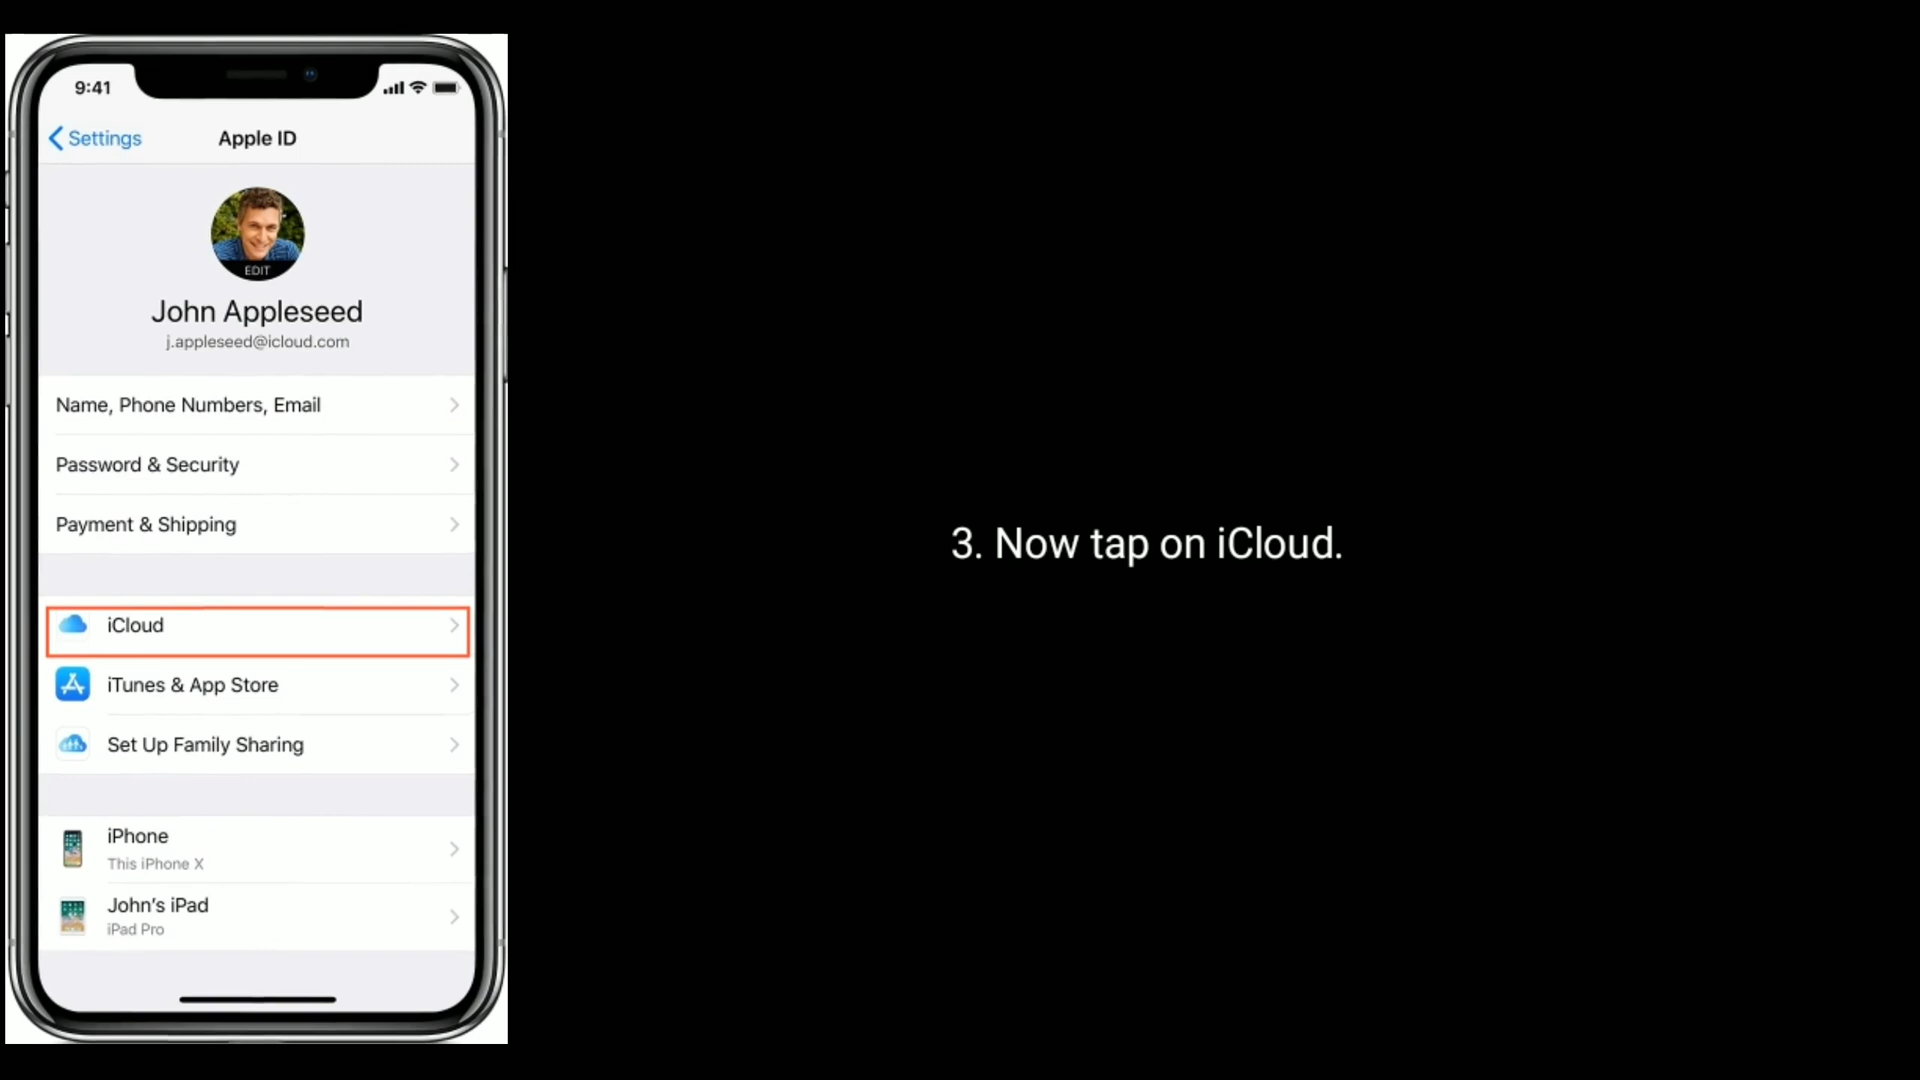 9:41
Settings
Apple ID
EDIT
John Appleseed
j.appleseed@icloud.com
Name, Phone Numbers, Email
Password & Security
Payment & Shipping
iCloud
iTunes & App Store
Set Up Family Sharing
iPhone
This iPhone X
John’s iPad
iPad Pro
3. Now tap on iCloud.